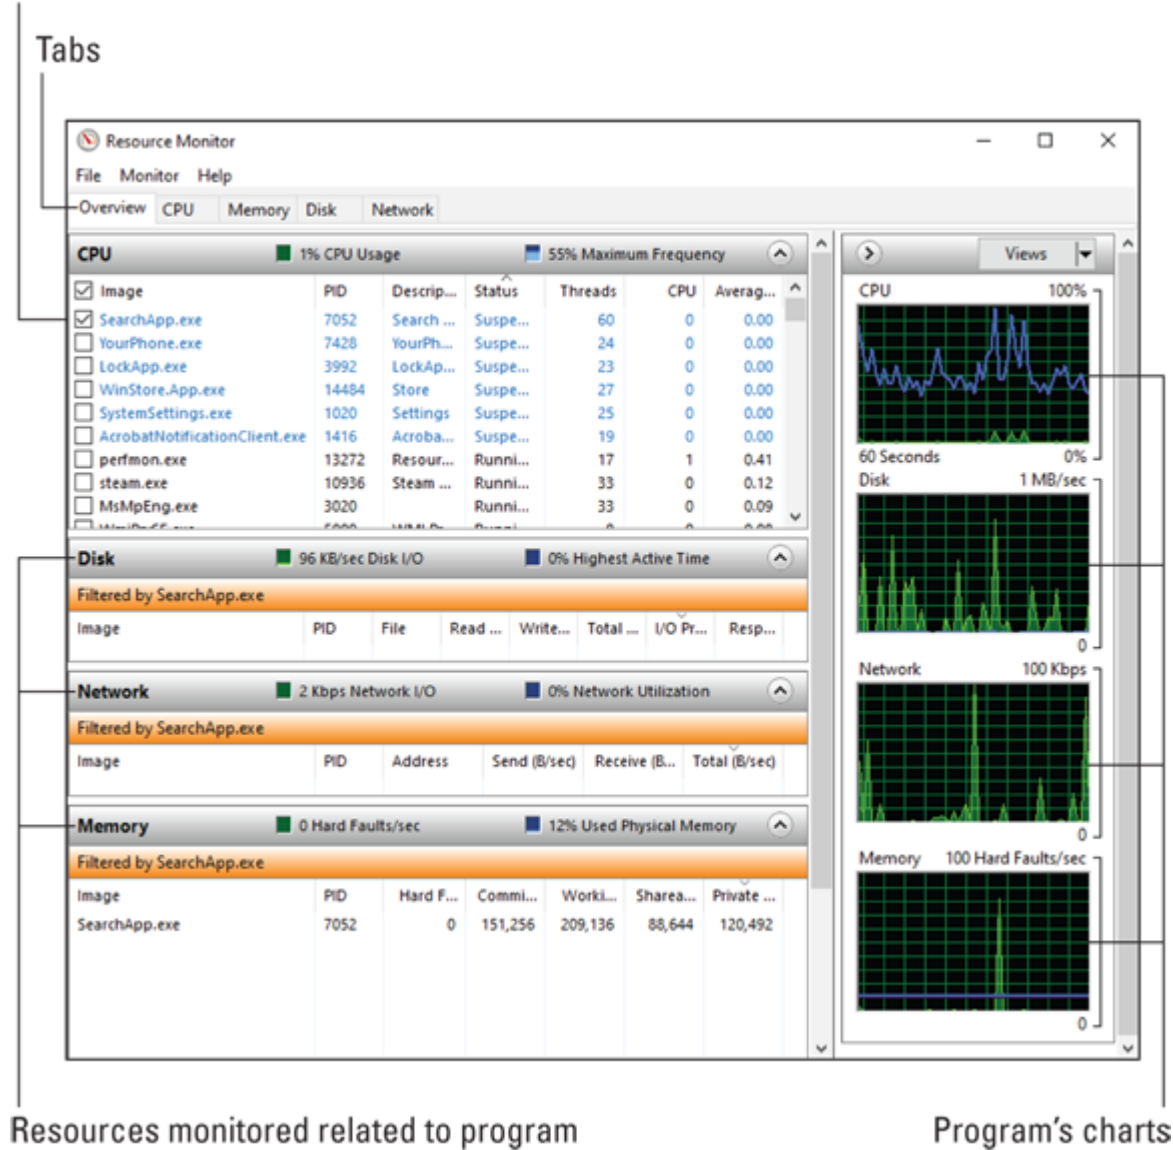 Tabs
Resource Monitor
File Monitor Help
Overview CPU Memory Disk Network
CPU 1% CPU Usage 55% Maximum Frequency
Image PID Descrip... Status Threads CPU Averag...
SearchApp.exe 7052 Search ... Suspe... 60 0 0.00
YourPhone.exe 7428 YourPh... Suspe... 24 0 0.00
LockApp.exe 3992 LockAp... Suspe... 23 0 0.00
WinStore.App.exe 14484 Store Suspe... 27 0 0.00
SystemSettings.exe 1020 Settings Suspe... 25 0 0.00
AcrobatNotificationClient.exe 1416 Acroba... Suspe... 19 0 0.00
perfmon.exe 13272 Resour... Runni... 17 1 0.41
steam.exe 10936 Steam ... Runni... 33 0 0.12
MsMpEng.exe 3020 Runni... 33 0 0.09
Disk 96 KB/sec Disk I/O 0% Highest Active Time
Filtered by SearchApp.exe
Image PID File Read ... Write... Total ... I/O Pr... Resp...
Network 2 Kbps Network I/O 0% Network Utilization
Filtered by SearchApp.exe
Image PID Address Send (B/sec) Receive (B... Total (B/sec)
Memory 0 Hard Faults/sec 12% Used Physical Memory
Filtered by SearchApp.exe
Image PID Hard F... Commi... Worki... Sharea... Private ...
SearchApp.exe 7052 0 151,256 209,136 88,644 120,492
Views
CPU 100%
60 Seconds 0%
Disk 1 MB/sec
0
Network 100 Kbps
0
Memory 100 Hard Faults/sec
0
Resources monitored related to program
Program's charts